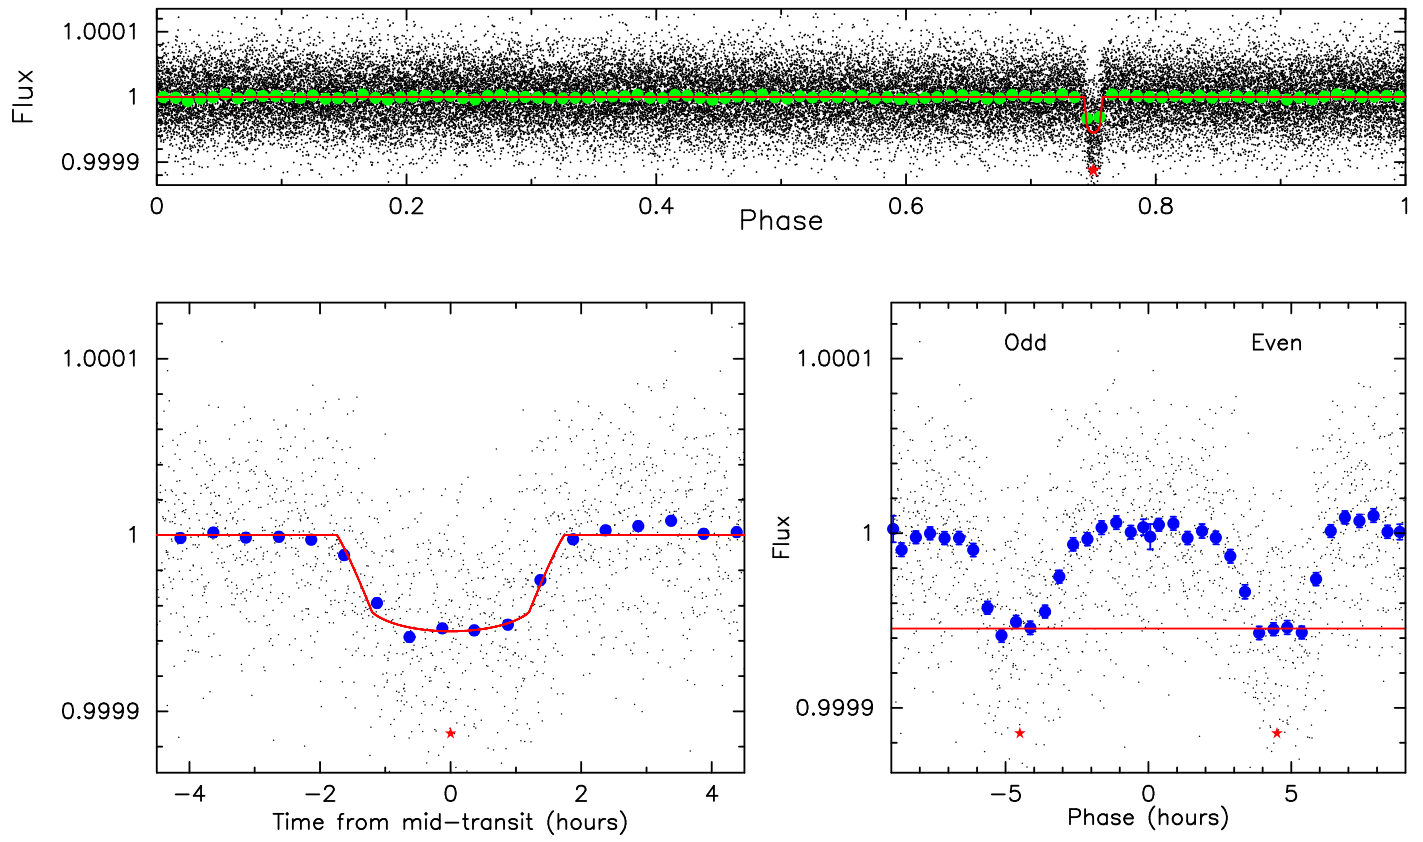 Flux
1.0001
1
0.9999
0 0.2 0.4 0.6 0.8 1
Phase
1.0001
1
0.9999
−4 −2 0 2 4
Time from mid−transit (hours)
Odd Even
Flux
1.0001
1
0.9999
−5 0 5
Phase (hours)